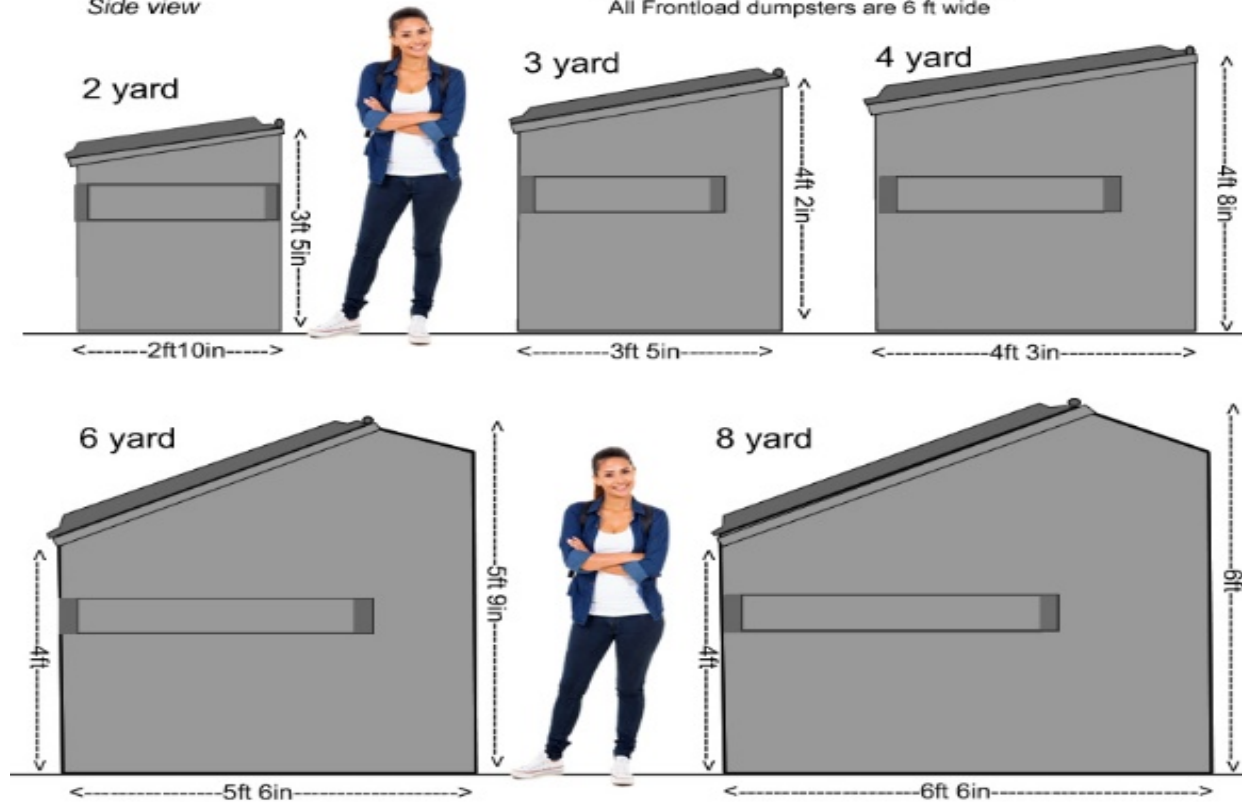 Side view
All Frontload dumpsters are 6 ft wide
2 yard
3 yard
4 yard
3ft 5in
4ft 2in
4ft 8in
2ft10in
3ft 5in
4ft 3in
6 yard
8 yard
4ft
5ft 9in
4ft
6ft
5ft 6in
6ft 6in